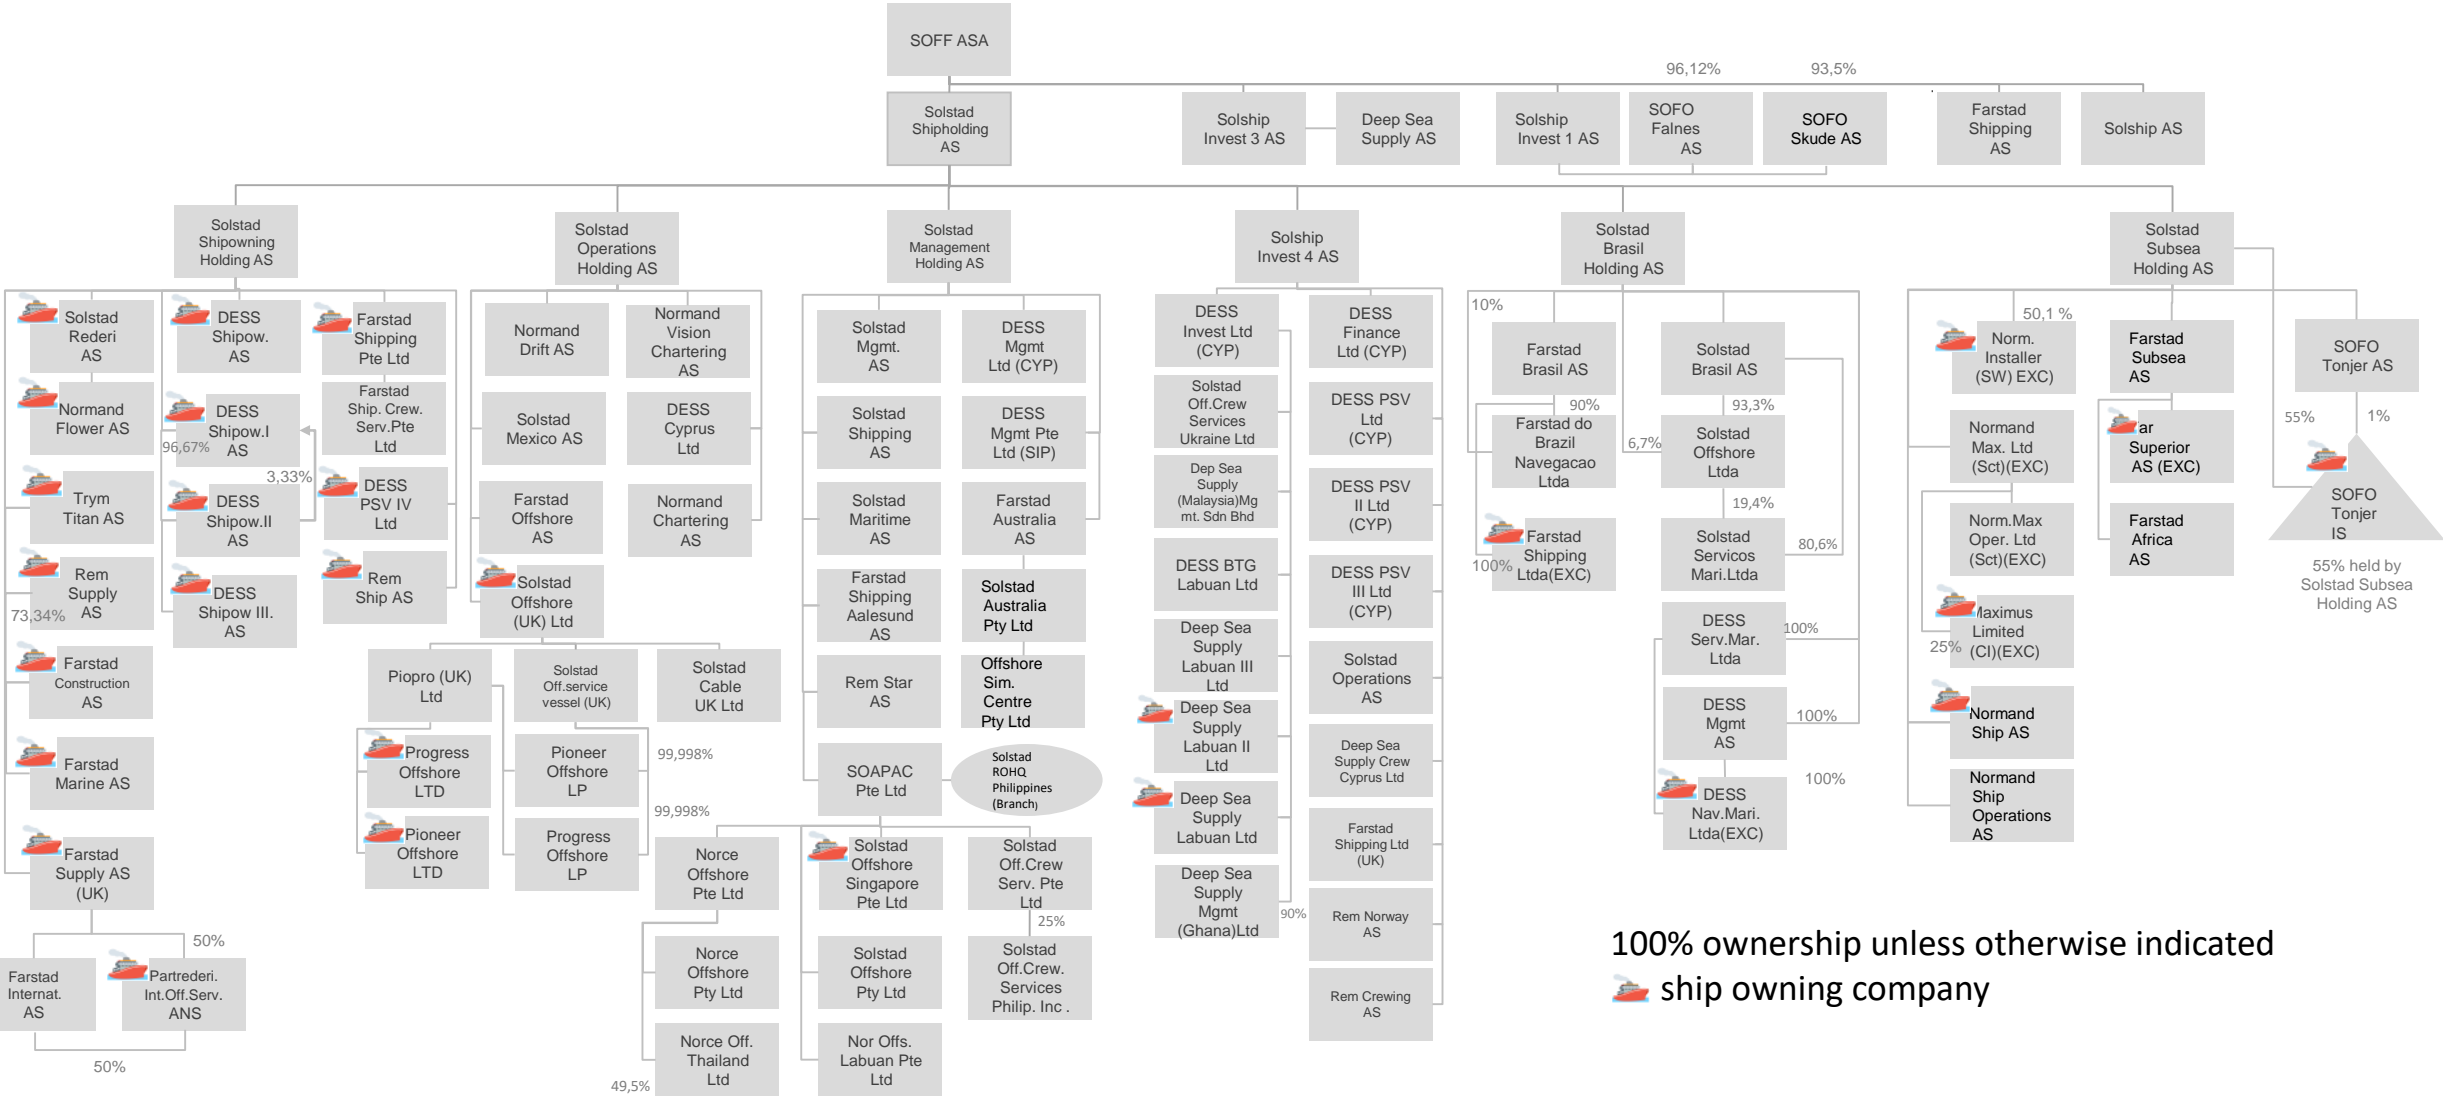 SOFF ASA
96,12%
93,5%
Solstad
Shipholding
AS
Solship
Invest 3 AS
Deep Sea
Supply AS
Solship
Invest 1 AS
SOFO
Falnes
AS
SOFO
Skude AS
Farstad
Shipping
AS
Solship AS
Solstad
Shipowning
Holding AS
Solstad
Operations
Holding AS
Solstad
Management
Holding AS
Solship
Invest 4 AS
Solstad
Brasil
Holding AS
Solstad
Subsea
Holding AS
Solstad
Rederi
AS
Normand
Flower AS
Trym
Titan AS
Rem
Supply
AS
73,34%
Farstad
Construction
AS
Farstad
Marine AS
Farstad
Supply AS
(UK)
50%
Farstad
Internat.
AS
Partrederi.
Int.Off.Serv.
ANS
50%
DESS
Shipow.
AS
DESS
Shipow.I
AS
96,67%
3,33%
DESS
Shipow.II
AS
DESS
Shipow III.
AS
Farstad
Shipping
Pte Ltd
Farstad
Ship. Crew.
Serv.Pte
Ltd
DESS
PSV IV
Ltd
Rem
Ship AS
Normand
Drift AS
Solstad
Mexico AS
Farstad
Offshore
AS
Solstad
Offshore
(UK) Ltd
Normand
Vision
Chartering
AS
DESS
Cyprus
Ltd
Normand
Chartering
AS
Piopro (UK)
Ltd
Solstad
Off.service
vessel (UK)
Solstad
Cable
UK Ltd
Progress
Offshore
LTD
Pioneer
Offshore
LTD
Pioneer
Offshore
LP
99,998%
Progress
Offshore
LP
99,998%
Solstad
Mgmt.
AS
Solstad
Shipping
AS
Solstad
Maritime
AS
Farstad
Shipping
Aalesund
AS
Rem Star
AS
SOAPAC
Pte Ltd
DESS
Mgmt
Ltd (CYP)
DESS
Mgmt Pte
Ltd (SIP)
Farstad
Australia
AS
Solstad
Australia
Pty Ltd
Offshore
Sim.
Centre
Pty Ltd
Solstad
ROHQ
Philippines
(Branch)
Norce
Offshore
Pte Ltd
Norce
Offshore
Pty Ltd
Norce Off.
Thailand
Ltd
49,5%
Solstad
Offshore
Singapore
Pte Ltd
Solstad
Offshore
Pty Ltd
Nor Offs.
Labuan Pte
Ltd
Solstad
Off.Crew
Serv. Pte
Ltd
25%
Solstad
Off.Crew.
Services
Philip. Inc .
DESS
Invest Ltd
(CYP)
Solstad
Off.Crew
Services
Ukraine Ltd
Dep Sea
Supply
(Malaysia)Mg
mt. Sdn Bhd
DESS BTG
Labuan Ltd
Deep Sea
Supply
Labuan III
Ltd
Deep Sea
Supply
Labuan II
Ltd
Deep Sea
Supply
Labuan Ltd
Deep Sea
Supply
Mgmt
(Ghana)Ltd
90%
DESS
Finance
Ltd (CYP)
DESS PSV
Ltd
(CYP)
DESS PSV
II Ltd
(CYP)
DESS PSV
III Ltd
(CYP)
Solstad
Operations
AS
Deep Sea
Supply Crew
Cyprus Ltd
Farstad
Shipping Ltd
(UK)
Rem Norway
AS
Rem Crewing
AS
10%
Farstad
Brasil AS
90%
Farstad do
Brazil
Navegacao
Ltda
Farstad
Shipping
Ltda(EXC)
100%
Solstad
Brasil AS
93,3%
6,7%
Solstad
Offshore
Ltda
19,4%
Solstad
Servicos
Mari.Ltda
80,6%
DESS
Serv.Mar.
Ltda
100%
DESS
Mgmt
AS
100%
DESS
Nav.Mari.
Ltda(EXC)
100%
50,1 %
Norm.
Installer
(SW) EXC)
Normand
Max. Ltd
(Sct)(EXC)
Norm.Max
Oper. Ltd
(Sct)(EXC)
Maximus
Limited
(CI)(EXC)
25%
Normand
Ship AS
Normand
Ship
Operations
AS
Farstad
Subsea
AS
ar
Superior
AS (EXC)
Farstad
Africa
AS
SOFO
Tonjer AS
55%
1%
SOFO
Tonjer
IS
55% held by
Solstad Subsea
Holding AS
100% ownership unless otherwise indicated
ship owning company